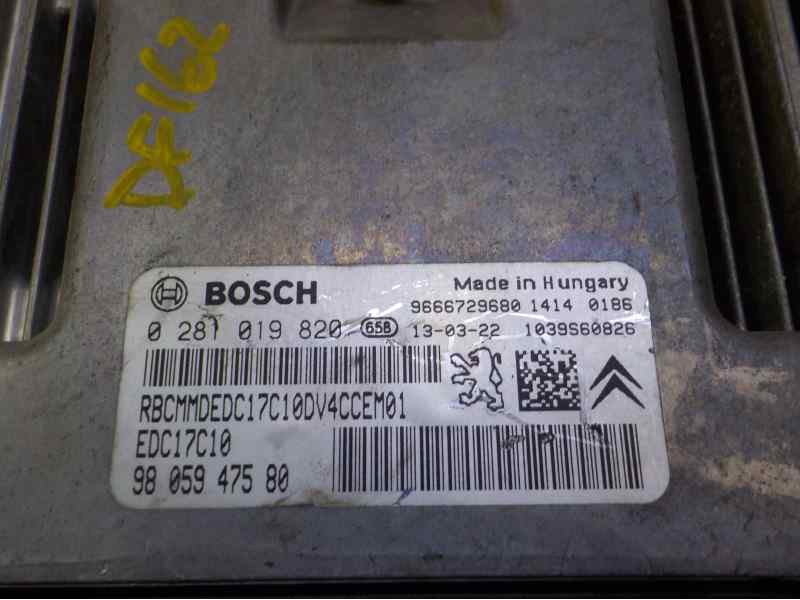 DF162
BOSCH
Made in Hungary
9666729680 1414 0186
0 281 019 820 658 13-03-22 1039S60826
RBCMMDEDC17C10DV4CCEM01
EDC17C10
98 059 475 80